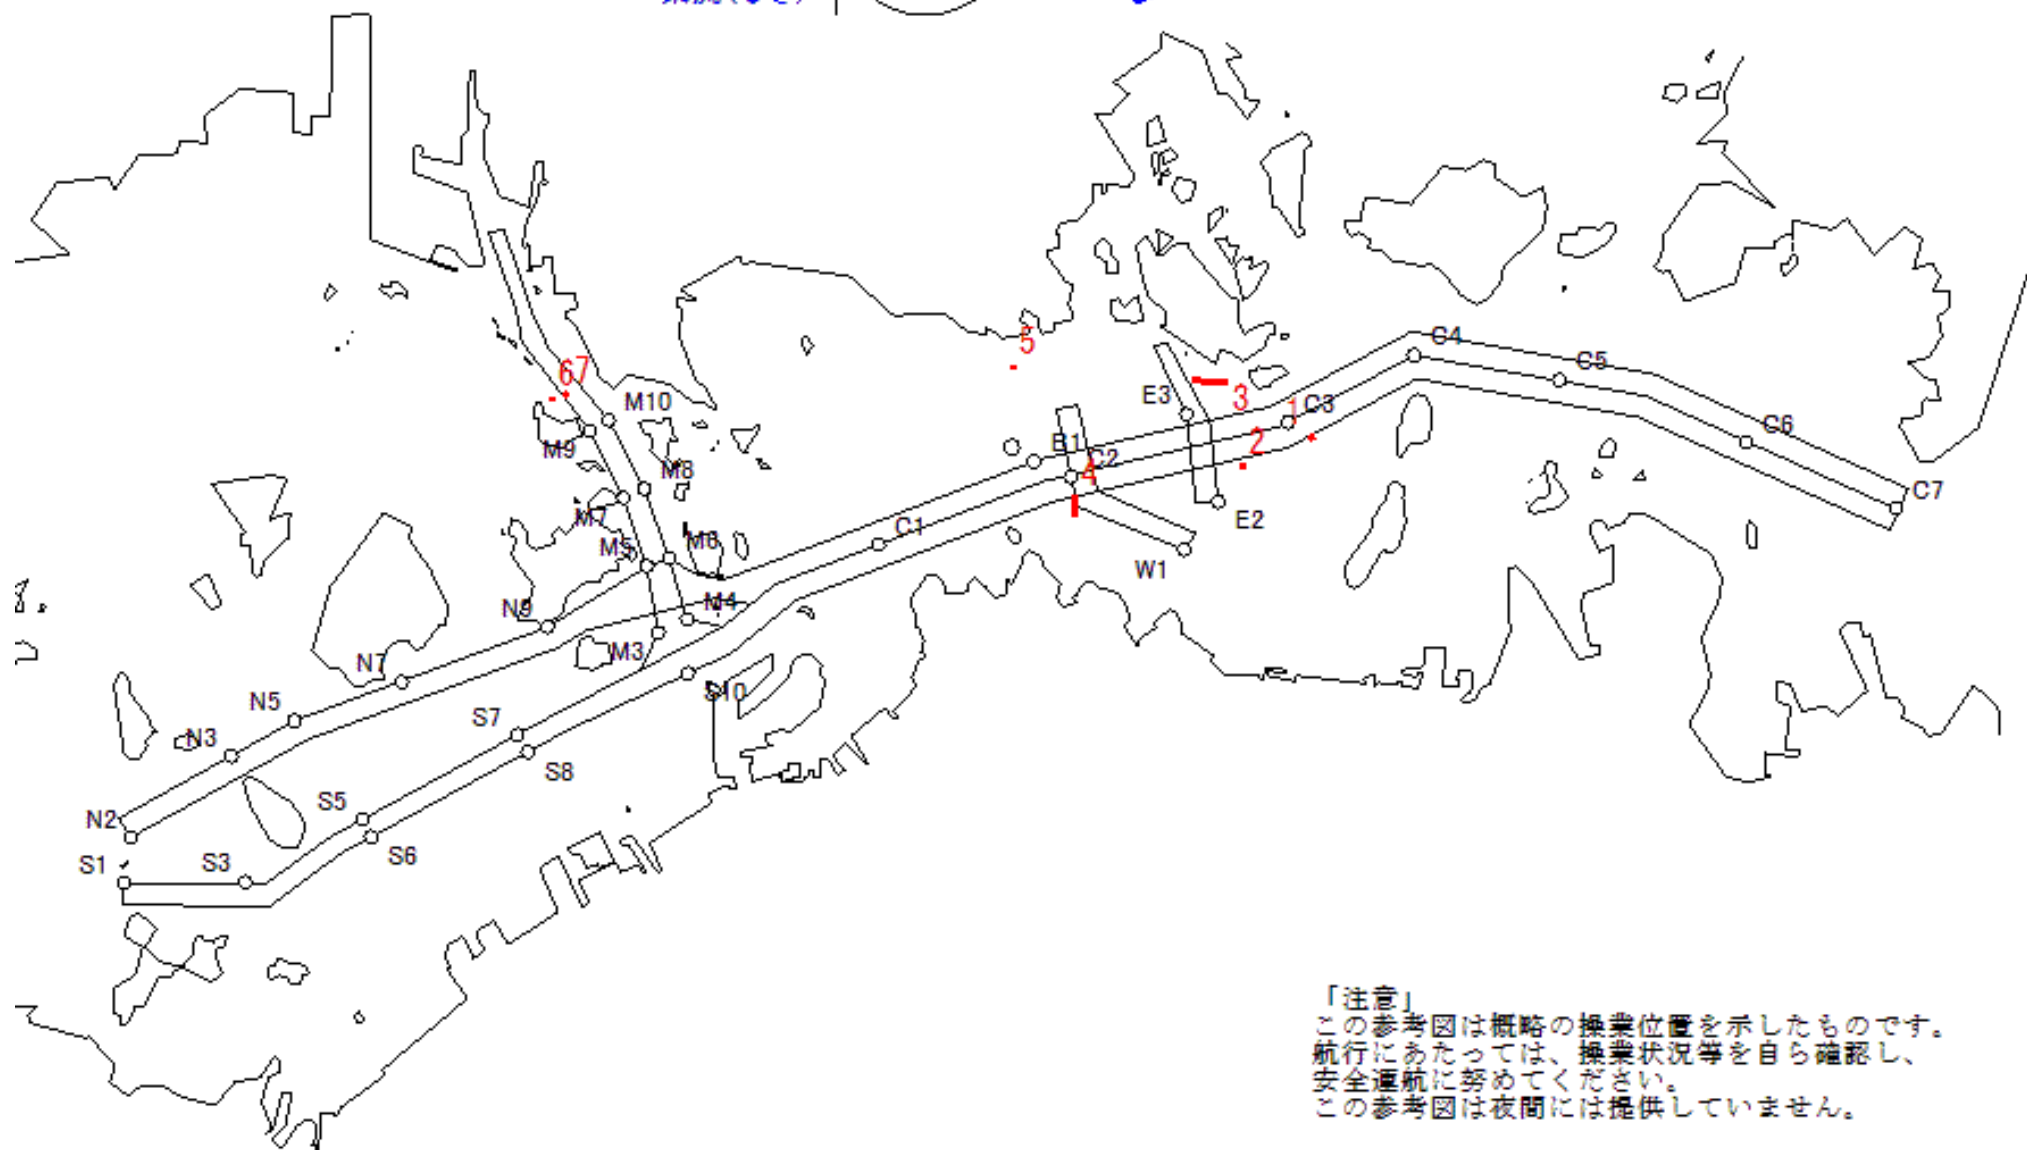 C4
C5
5
67
M10
E3
3
1
C3
C6
M9
B1
2
M8
C2
4
C7
M7
C1
E2
M5
M6
W1
N9
M4
N7
M3
S10
N5
S7
N3
S8
S5
N2
S6
S1
S3
「注意」
この参考図は概略の操業位置を示したものです。
航行にあたっては、操業状況等を自ら確認し、
安全運航に努めてください。
この参考図は夜間には提供していません。